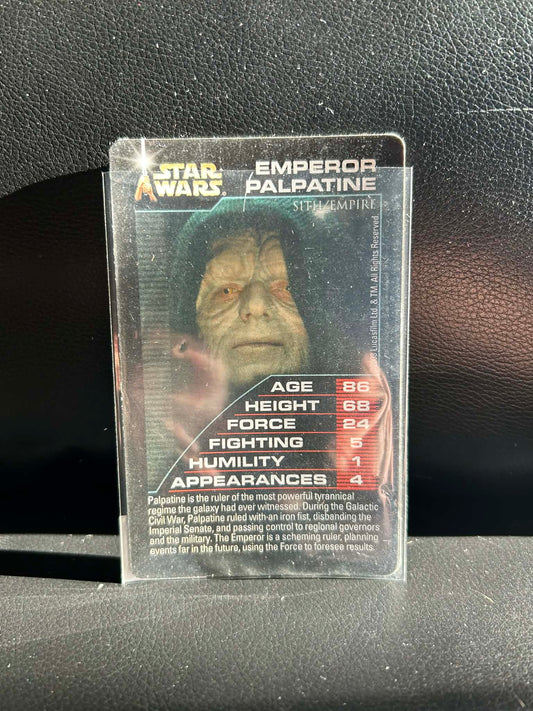 STAR WARS
EMPEROR
PALPATINE
SITH/EMPIRE
Lucasfilm Ltd. & TM. All Rights Reserved.
AGE 86
HEIGHT 68
FORCE 24
FIGHTING 5
HUMILITY 1
APPEARANCES 4
Palpatine is the ruler of the most powerful tyrannical
regime the galaxy had ever witnessed. During the Galactic
Civil War, Palpatine ruled with an iron fist, disbanding the
Imperial Senate, and passing control to regional governors
and the military. The Emperor is a scheming ruler, planning
events far in the future, using the Force to foresee results.